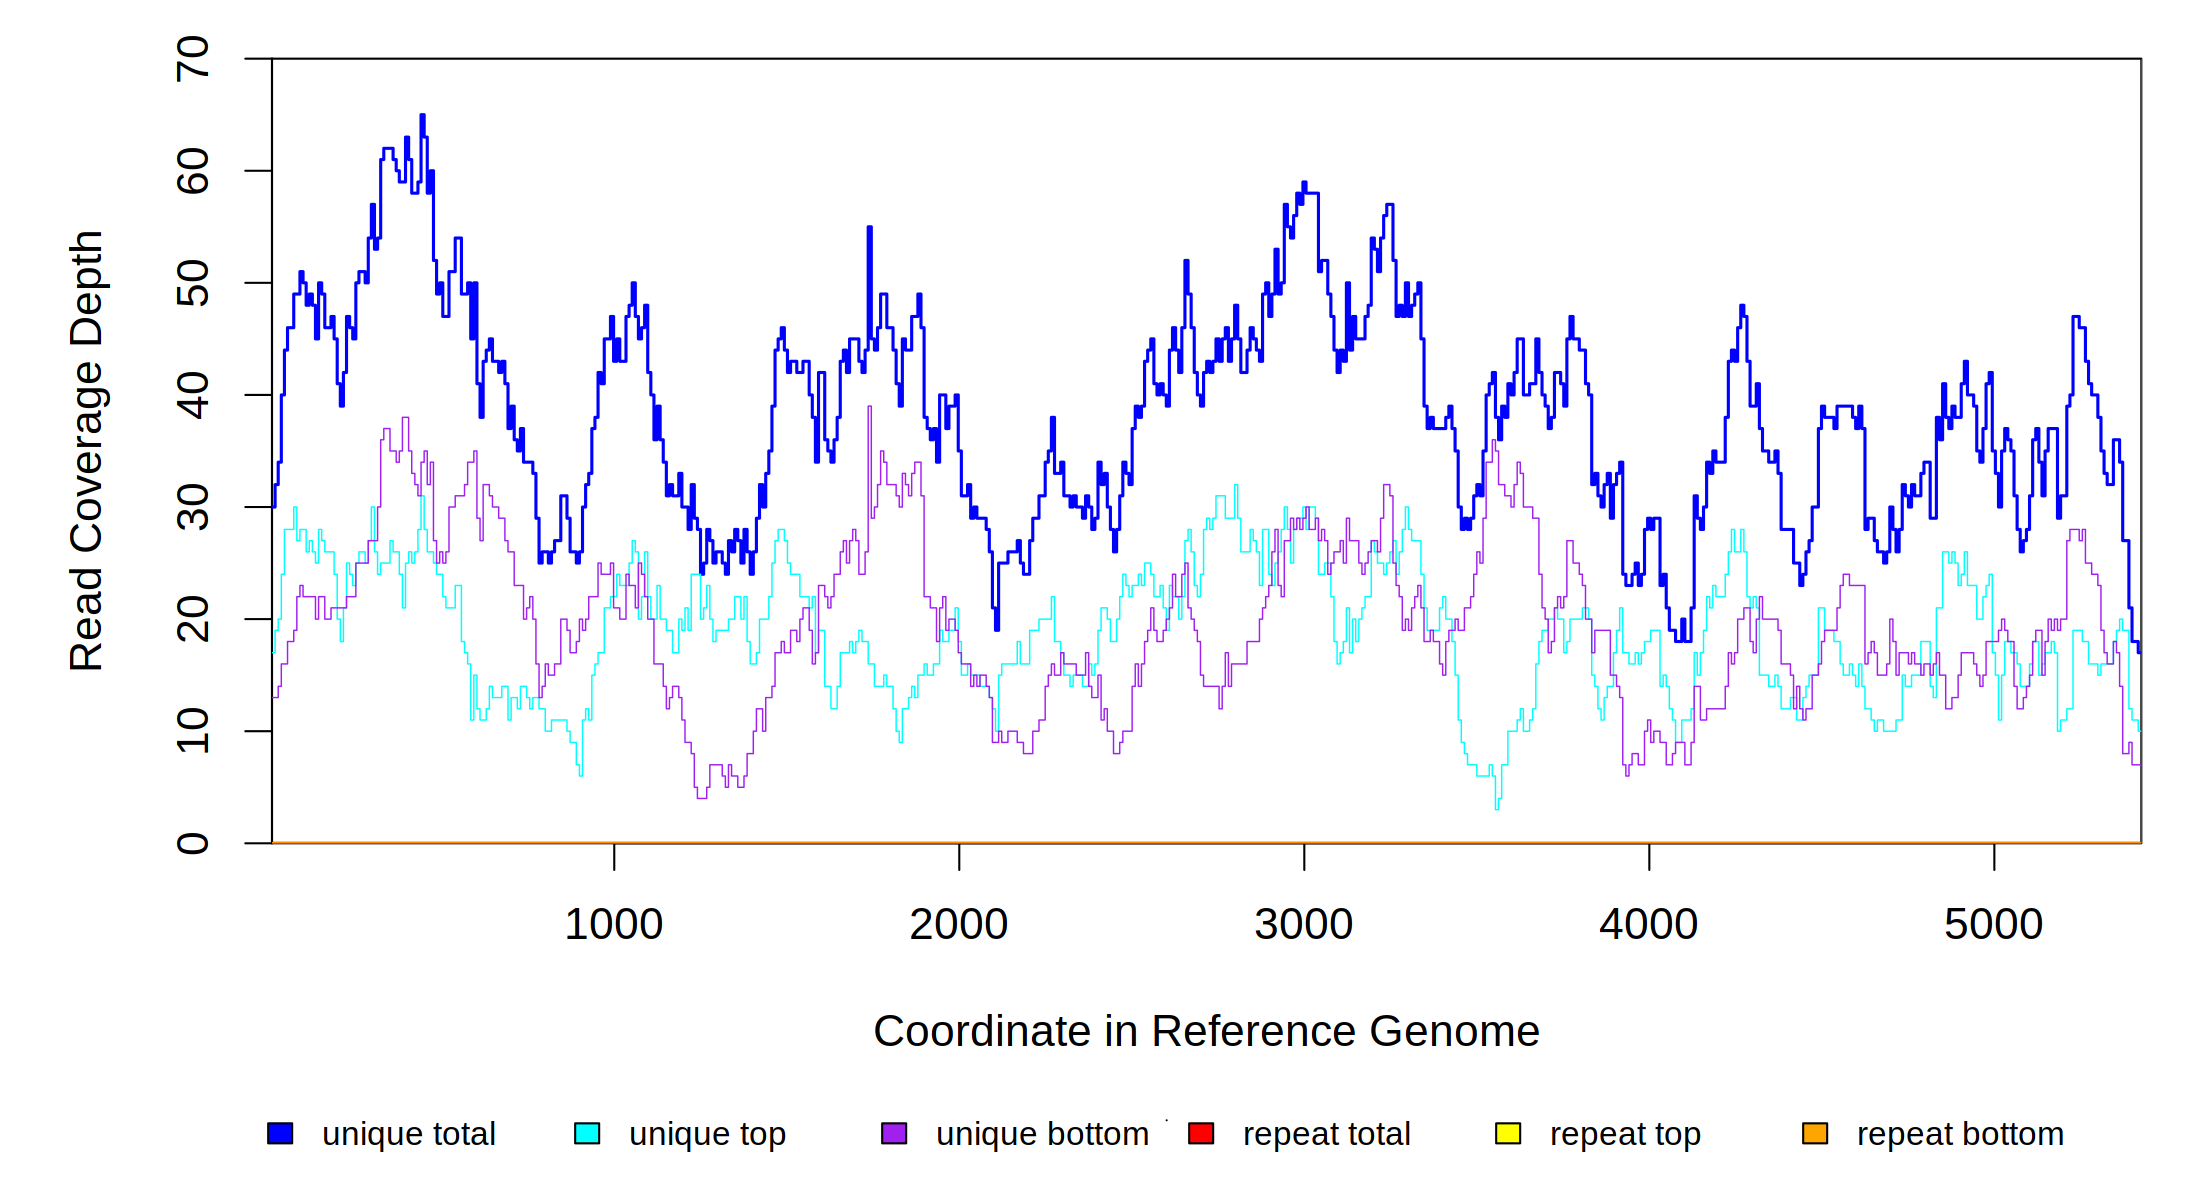 70
60
50
40
30
20
10
0
Read Coverage Depth
1000 2000 3000 4000 5000
Coordinate in Reference Genome
unique total unique top unique bottom repeat total repeat top repeat bottom